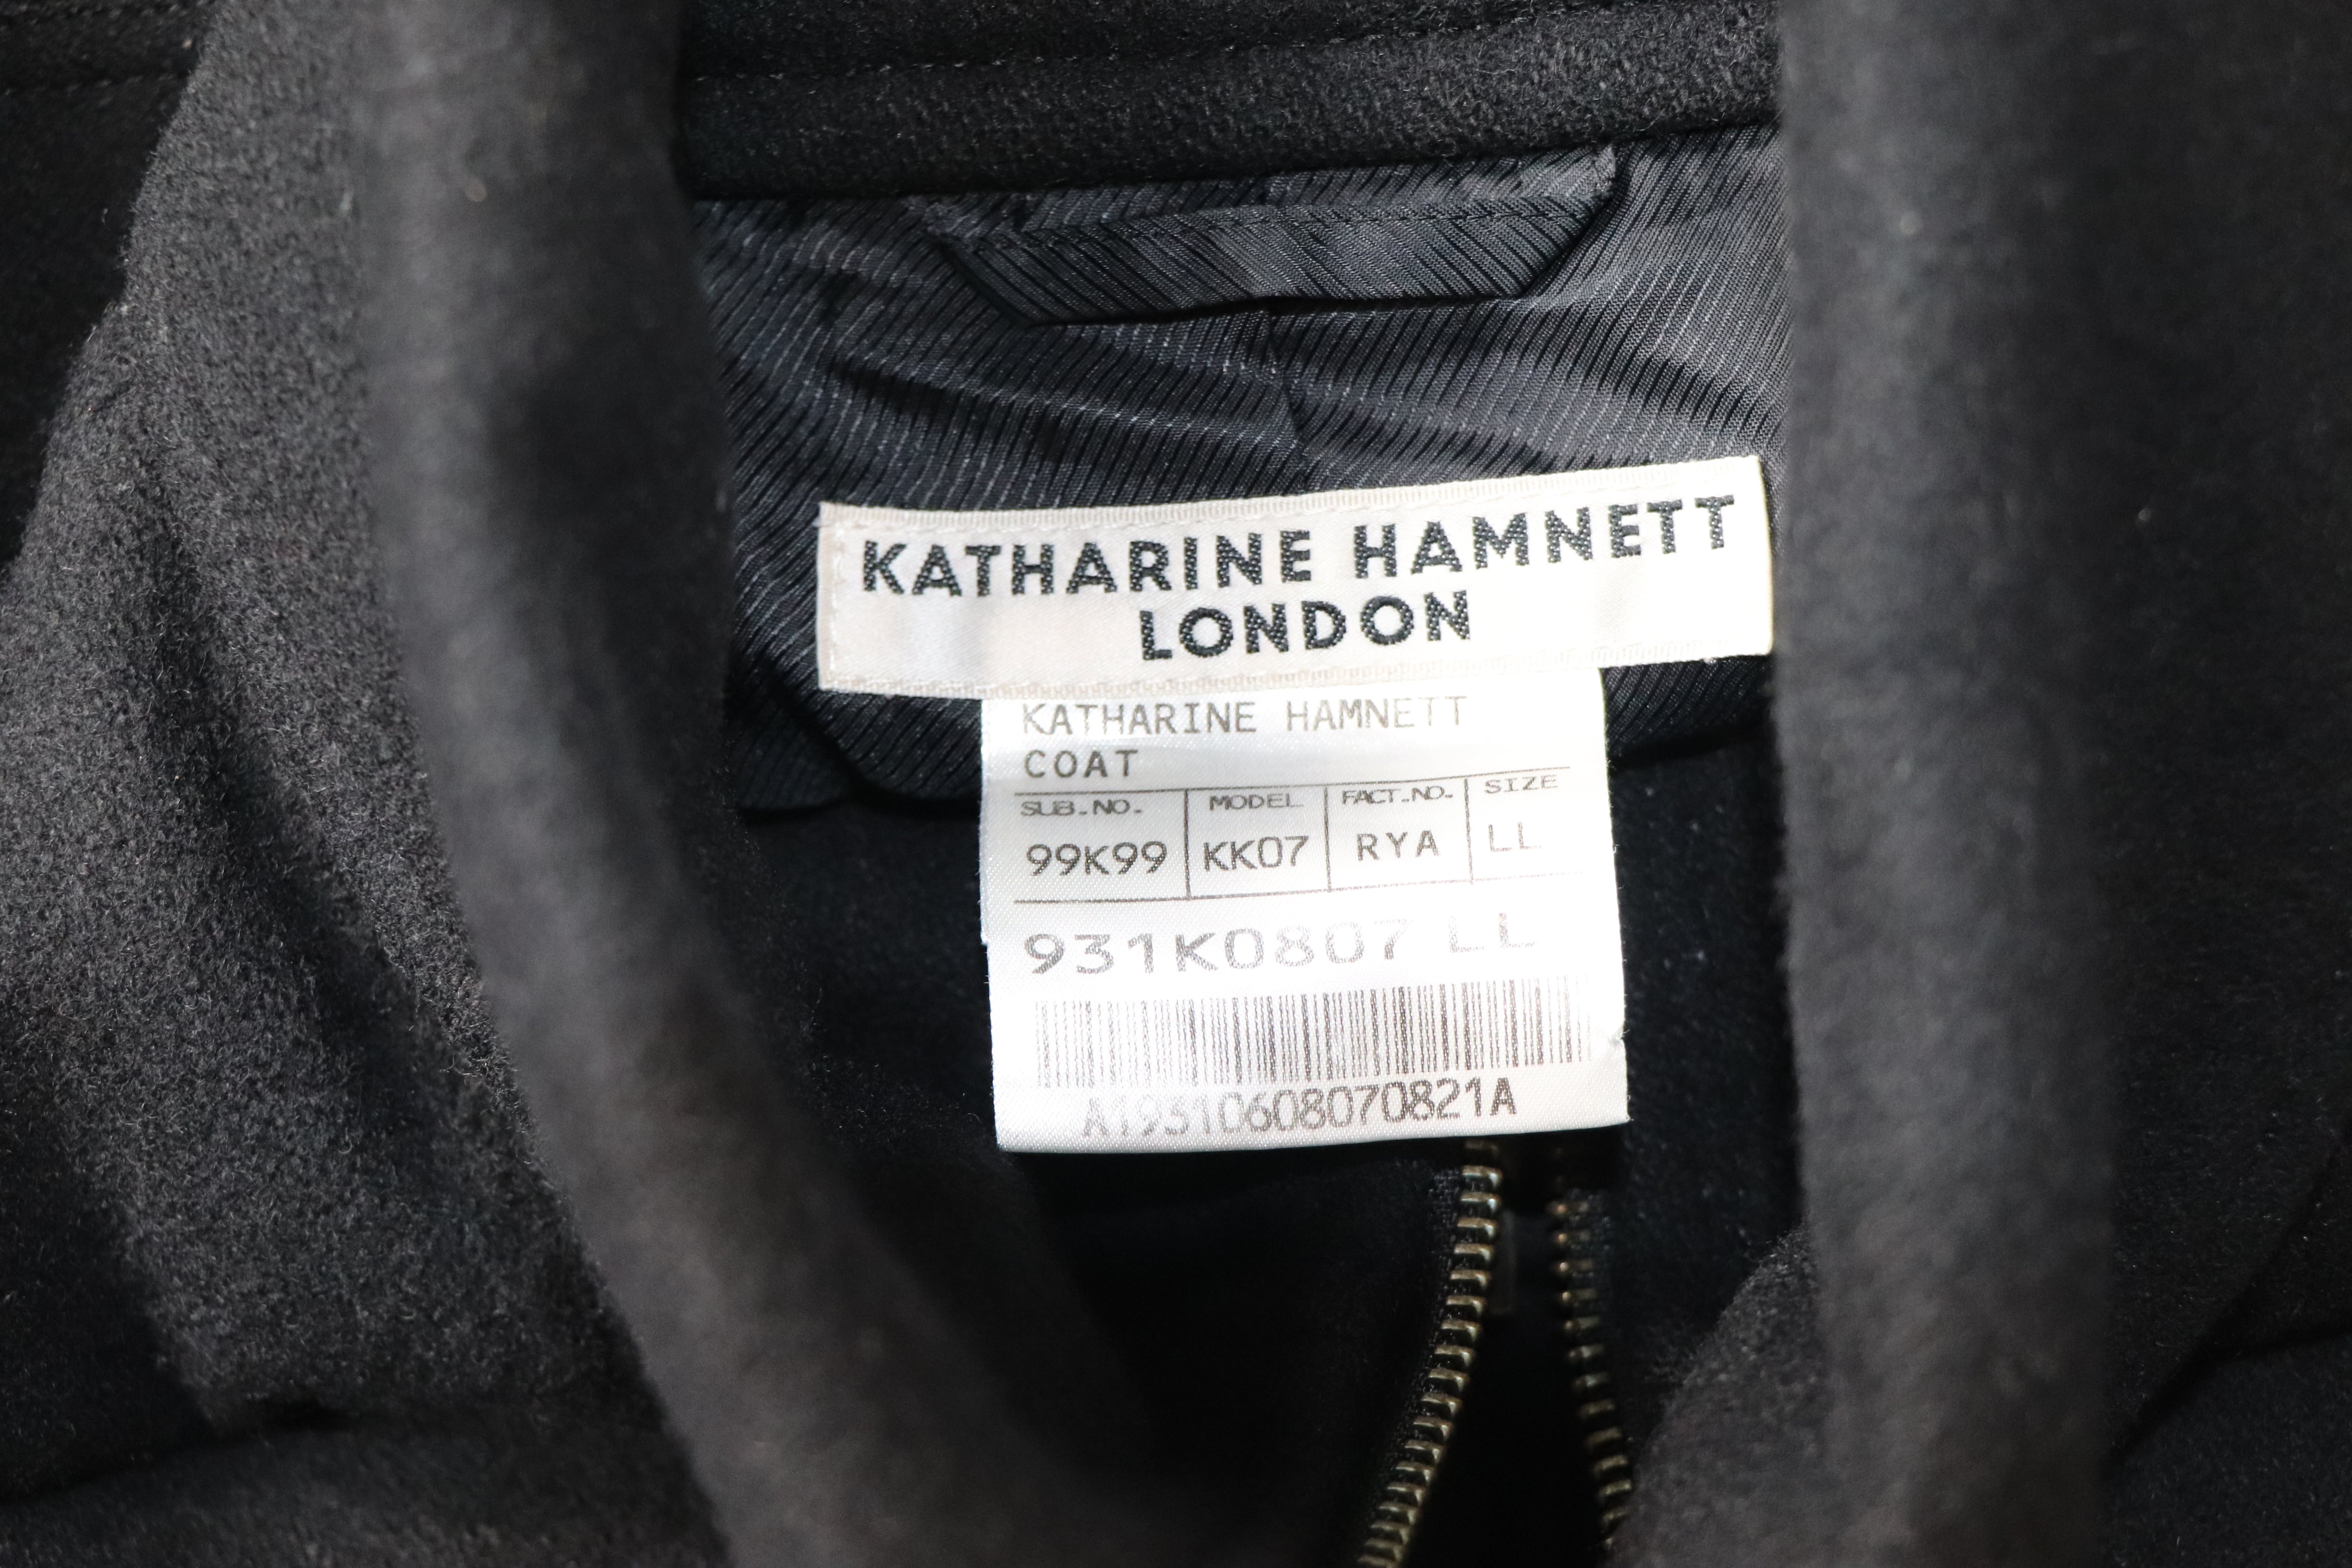 KATHARINE HAMNETT
LONDON
KATHARINE HAMNETT
COAT
SUB.NO. MODEL FACT.NO. SIZE
99K99 KK07 RYA LL
931K0807 LL
A19310608070821A